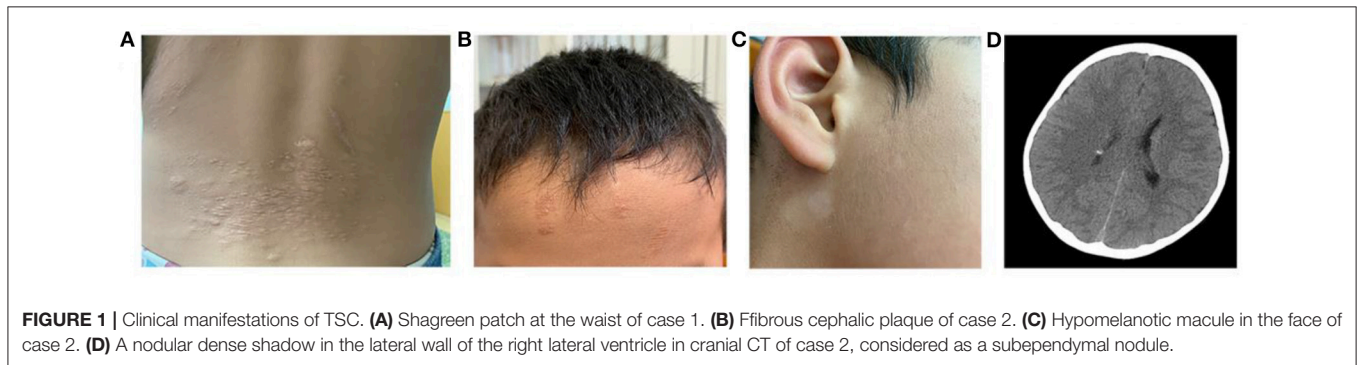 A B C D
FIGURE 1 | Clinical manifestations of TSC. (A) Shagreen patch at the waist of case 1. (B) Ffibrous cephalic plaque of case 2. (C) Hypomelanotic macule in the face of
case 2. (D) A nodular dense shadow in the lateral wall of the right lateral ventricle in cranial CT of case 2, considered as a subependymal nodule.